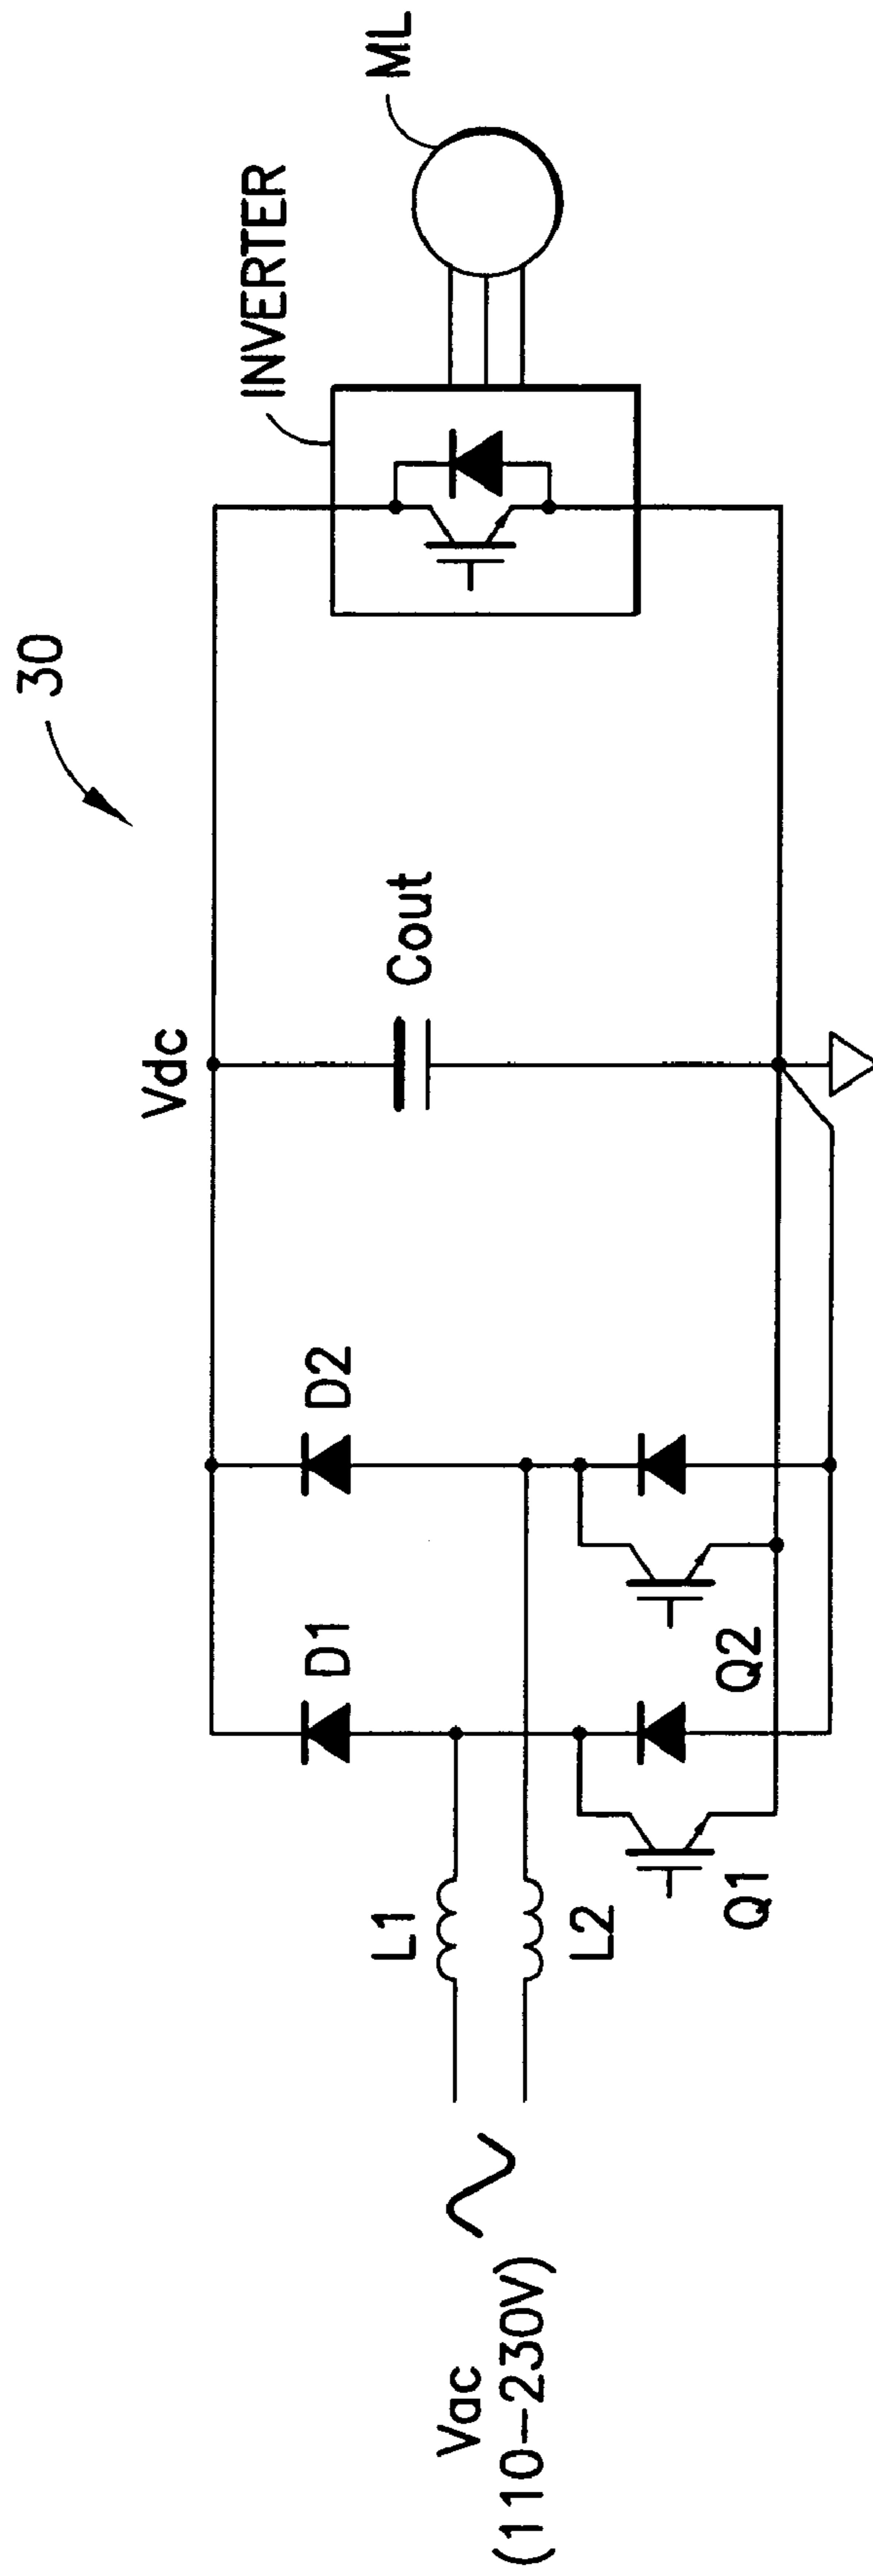 30
INVERTER
ML
Vdc
Cout
D1
D2
L1
L2
Q1
Q2
Vac
(110-230V)